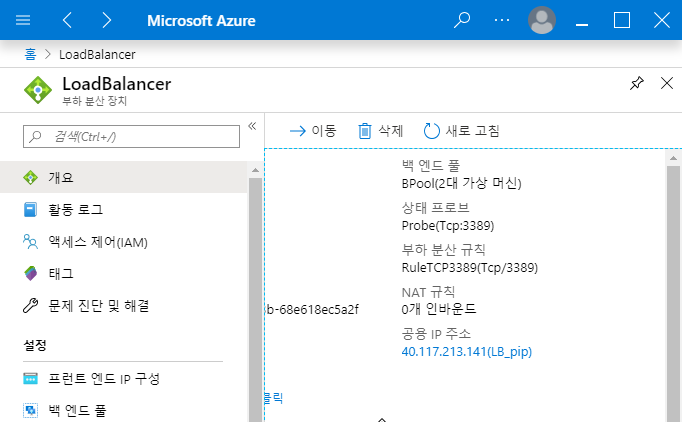 Microsoft Azure
홈 > LoadBalancer
LoadBalancer
부하 분산 장치
검색(Ctrl+/)
개요
활동 로그
액세스 제어(IAM)
태그
문제 진단 및 해결
설정
프런트 엔드 IP 구성
백 엔드 풀
이동
삭제
새로 고침
백 엔드 풀
BPool(2대 가상 머신)
상태 프로브
Probe(Tcp:3389)
부하 분산 규칙
RuleTCP3389(Tcp/3389)
b-68e618ec5a2f
NAT 규칙
0개 인바운드
공용 IP 주소
40.117.213.141(LB_pip)
클릭